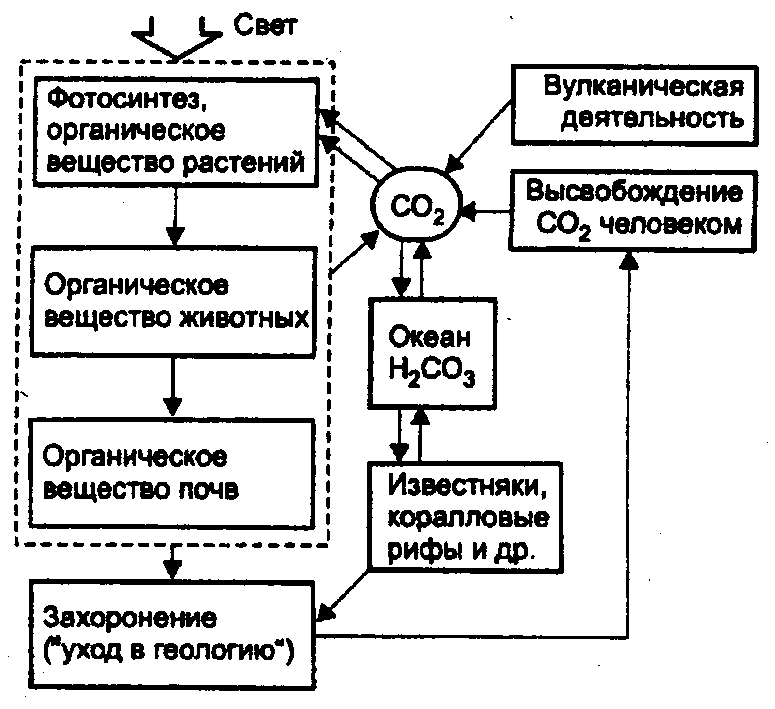 Свет
Фотосинтез,
органическое
вещество растений
Вулканическая
деятельность
CO₂
Высвобождение
CO₂ человеком
Органическое
вещество животных
Океан
H₂CO₃
Органическое
вещество почв
Известняки,
коралловые
рифы и др.
Захоронение
("уход в геологию")